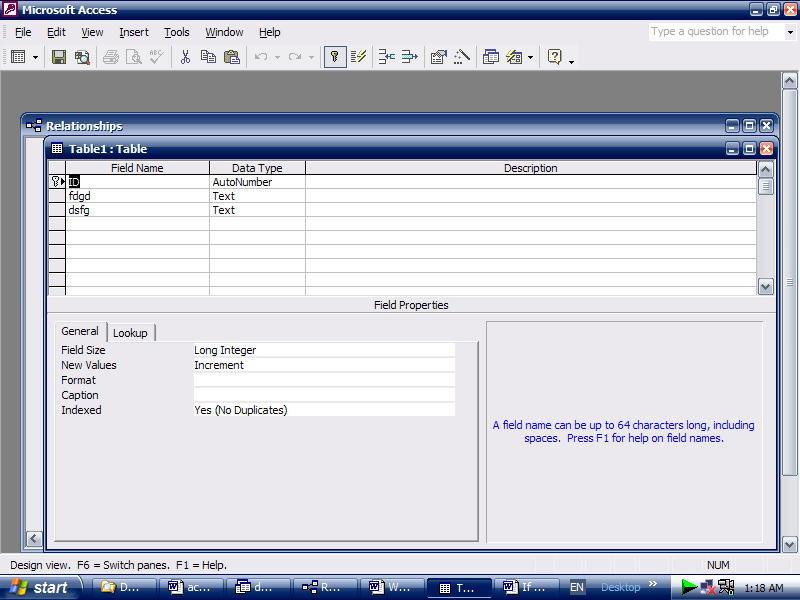 Microsoft Access
File Edit View Insert Tools Window Help
Type a question for help
Relationships
Table1 : Table
Field Name Data Type Description
ID AutoNumber
fdgd Text
dsfg Text
Field Properties
General Lookup
Field Size Long Integer
New Values Increment
Format
Caption
Indexed Yes (No Duplicates)
A field name can be up to 64 characters long, including
spaces. Press F1 for help on field names.
Design view. F6 = Switch panes. F1 = Help.
NUM
start D... ac... d... R... W... T... If ... EN Desktop » 1:18 AM